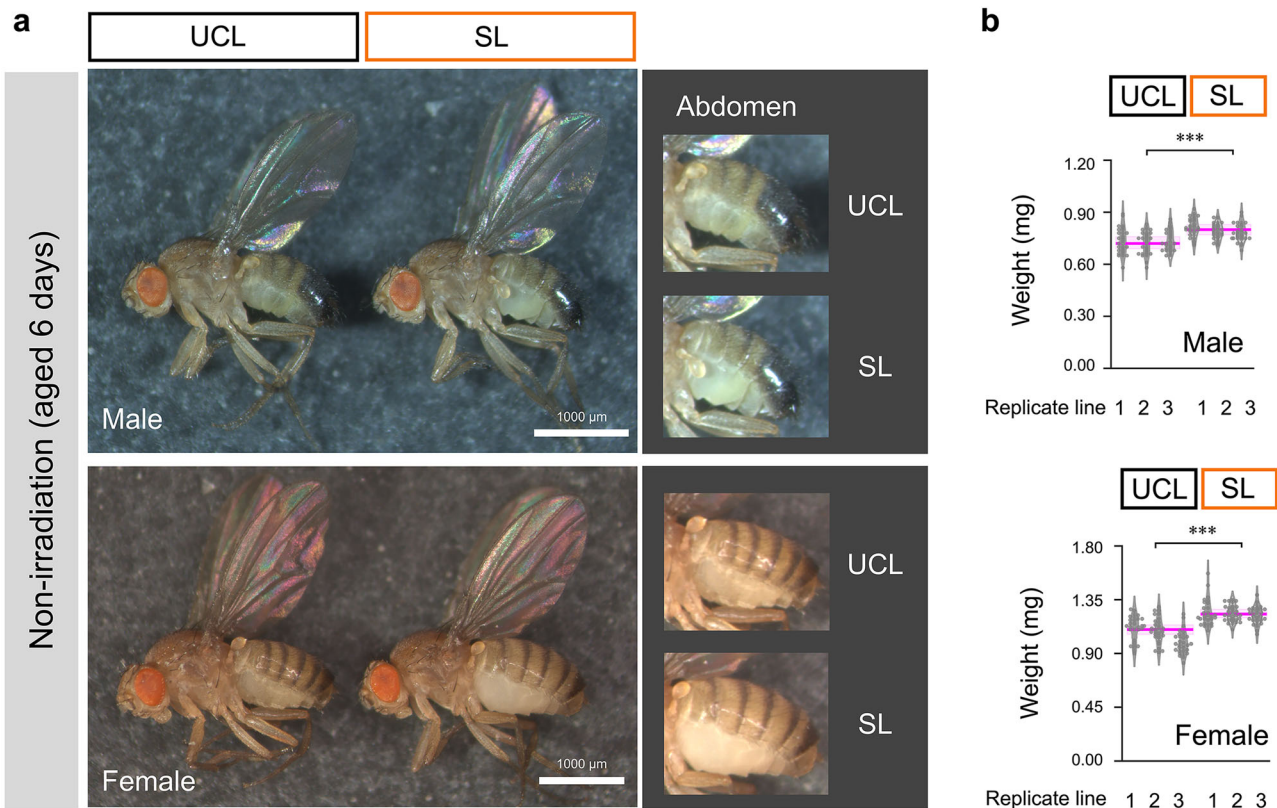 a
UCL
SL
Non-irradiation (aged 6 days)
Male
1000 µm
Abdomen
UCL
SL
Female
1000 µm
UCL
SL
b
UCL
SL
***
Weight (mg)
1.20
0.90
0.60
0.30
0.00
Male
Replicate line 1 2 3 1 2 3
UCL
SL
***
Weight (mg)
1.80
1.35
0.90
0.45
0.00
Female
Replicate line 1 2 3 1 2 3